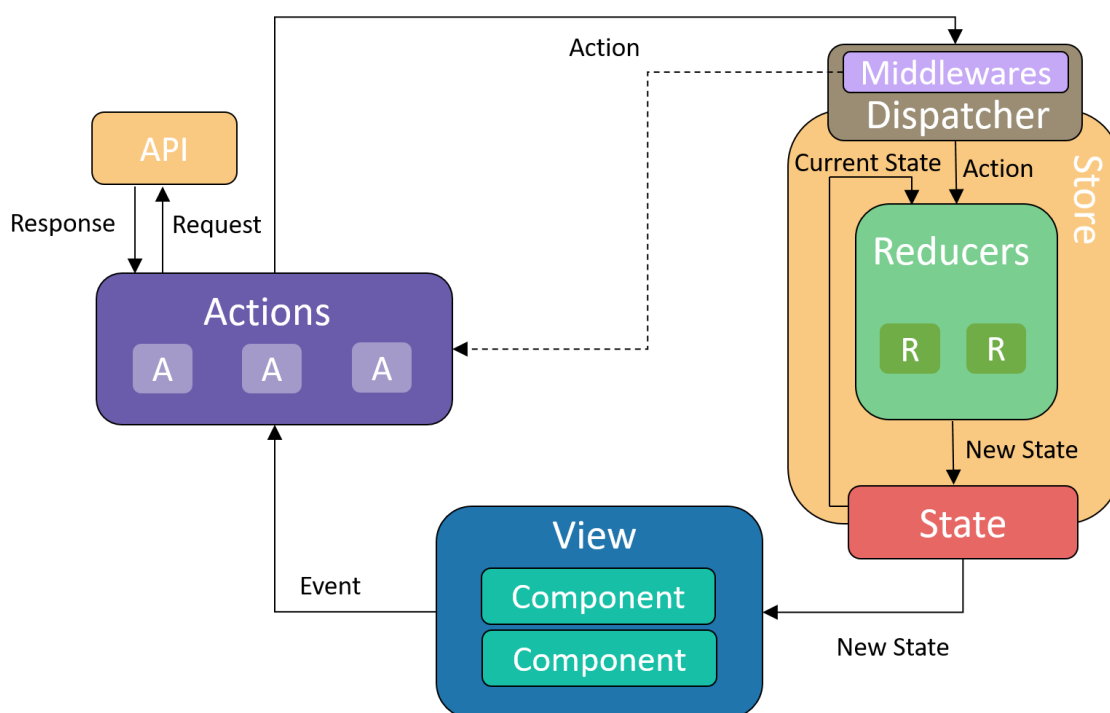 Action
Middlewares
Dispatcher
Store
API
Current State
Action
Response
Request
Reducers
Actions
R
R
A
A
A
New State
State
View
Event
Component
Component
New State